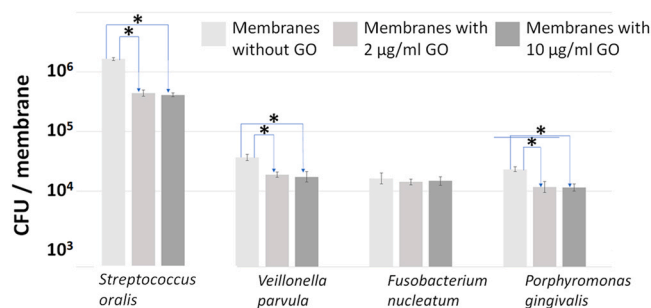 Membranes without GO
Membranes with 2 µg/ml GO
Membranes with 10 µg/ml GO
CFU / membrane
10⁶
10⁵
10⁴
10³
* *
* *
* *
Streptococcus oralis
Veillonella parvula
Fusobacterium nucleatum
Porphyromonas gingivalis